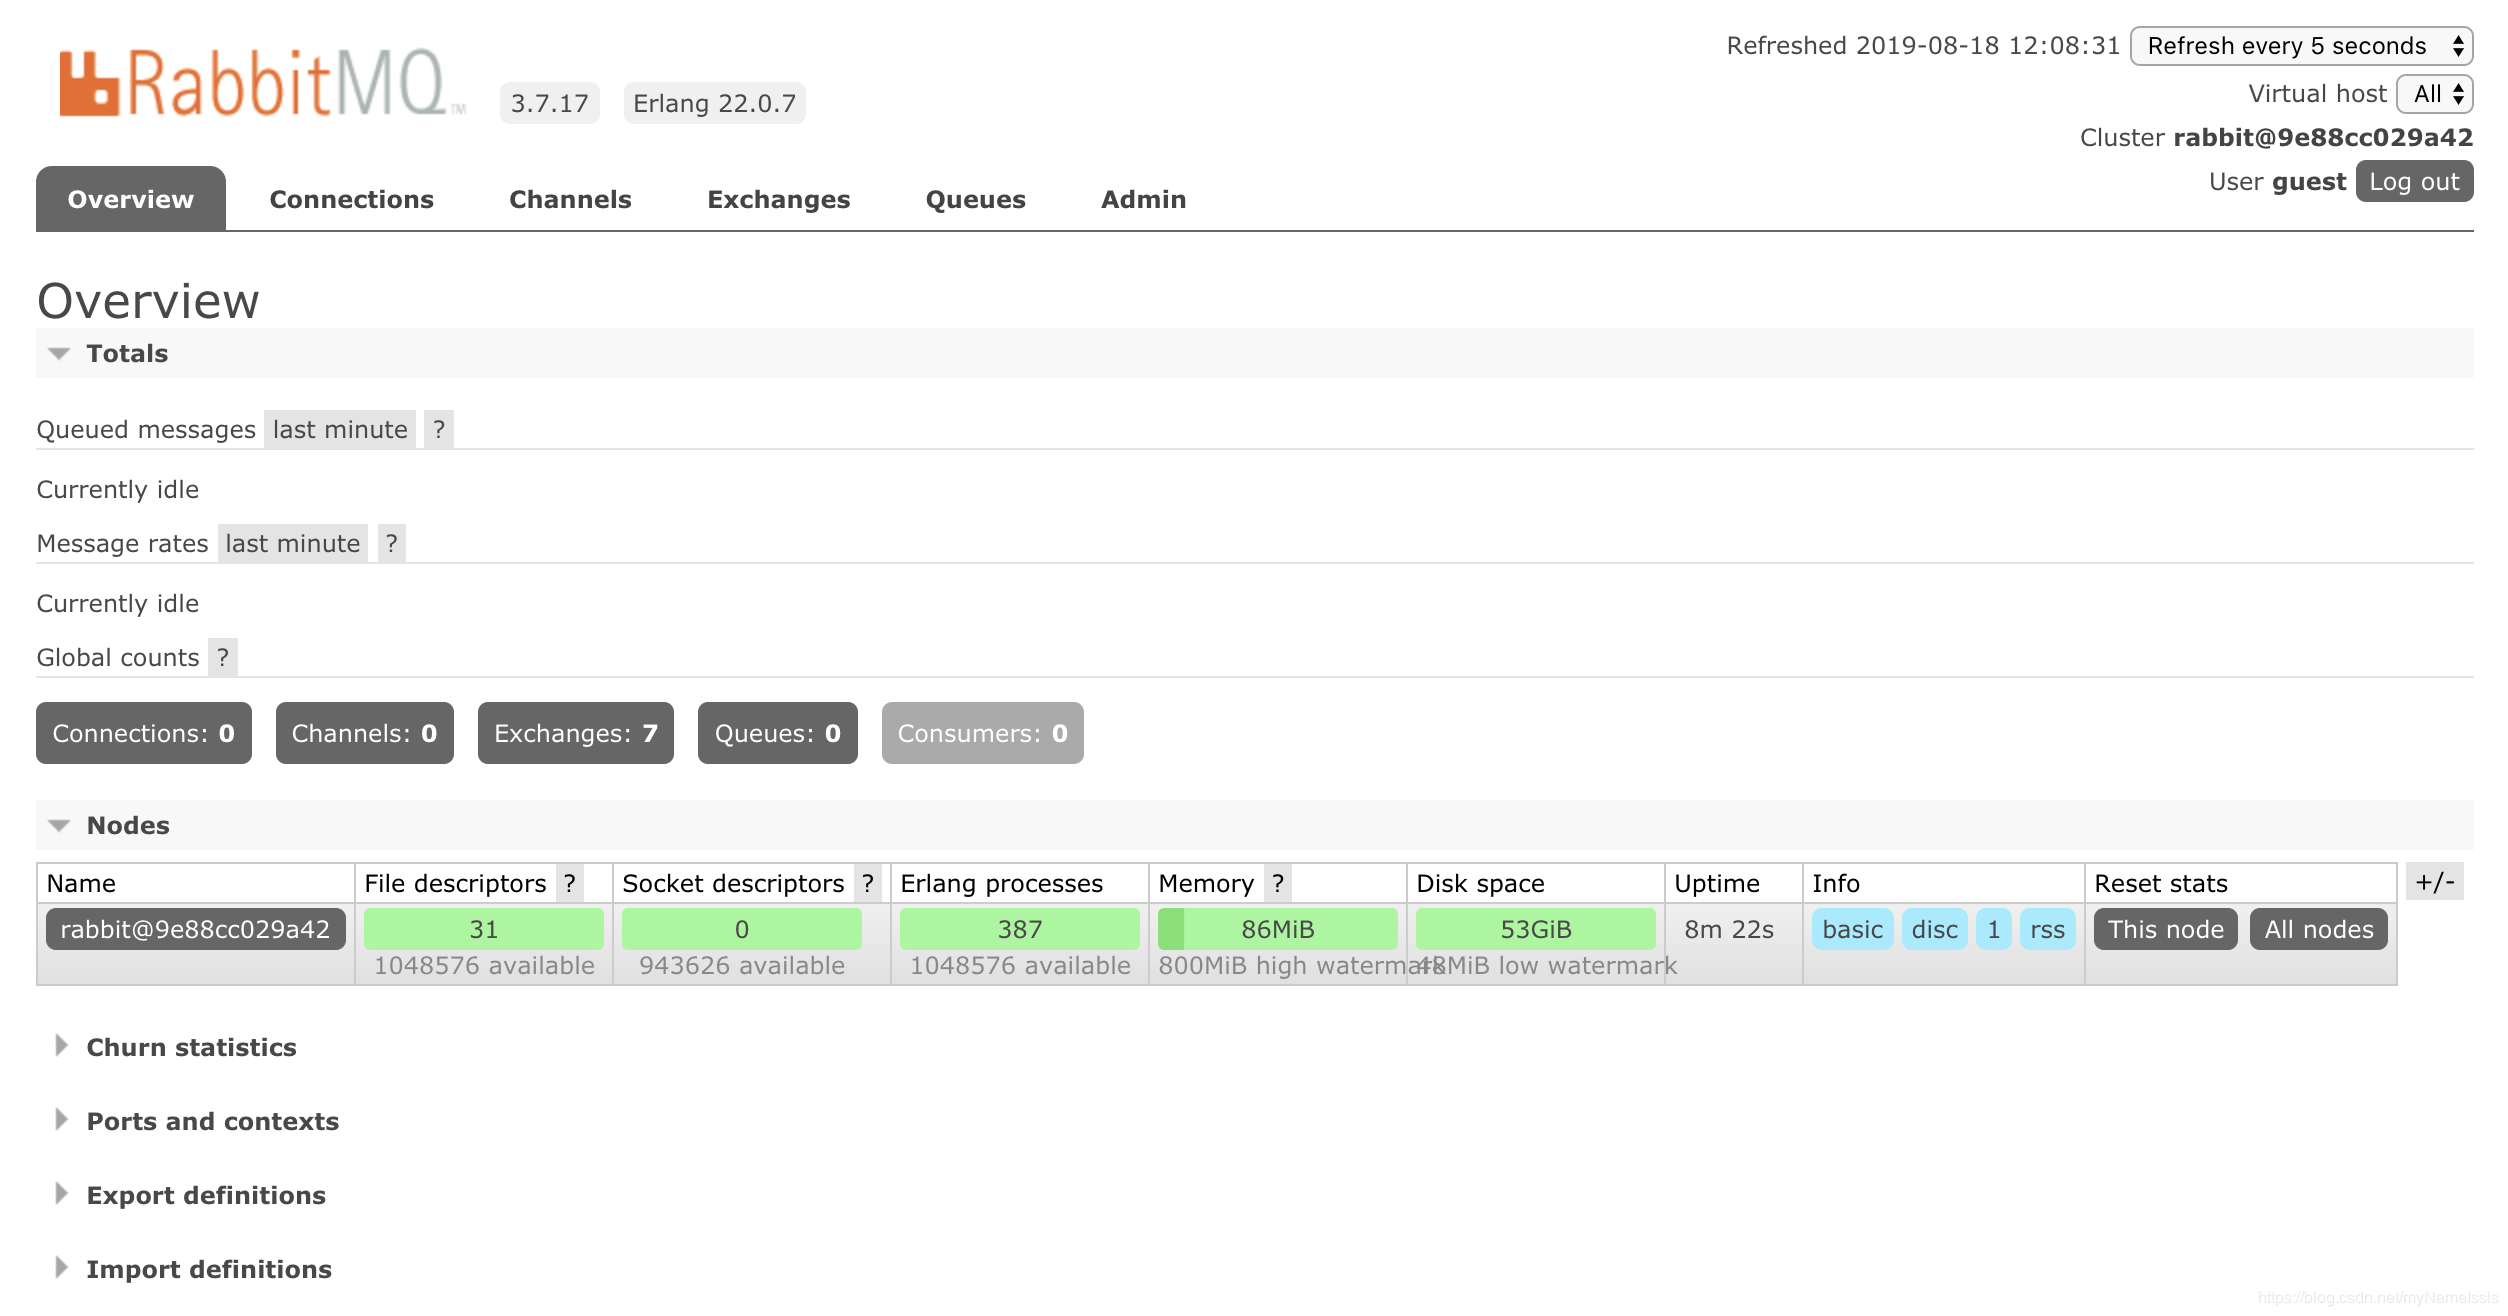 RabbitMQ™ 3.7.17 Erlang 22.0.7
Refreshed 2019-08-18 12:08:31 Refresh every 5 seconds
Virtual host All
Cluster rabbit@9e88cc029a42
User guest Log out
Overview Connections Channels Exchanges Queues Admin
Overview
Totals
Queued messages last minute ?
Currently idle
Message rates last minute ?
Currently idle
Global counts ?
Connections: 0 Channels: 0 Exchanges: 7 Queues: 0 Consumers: 0
Nodes
Name File descriptors ? Socket descriptors ? Erlang processes Memory ? Disk space Uptime Info Reset stats +/-
rabbit@9e88cc029a42 31 0 387 86MiB 53GiB 8m 22s basic disc 1 rss This node All nodes
1048576 available 943626 available 1048576 available 800MiB high watermark 48MiB low watermark
Churn statistics
Ports and contexts
Export definitions
Import definitions
https://blog.csdn.net/myNameIssls